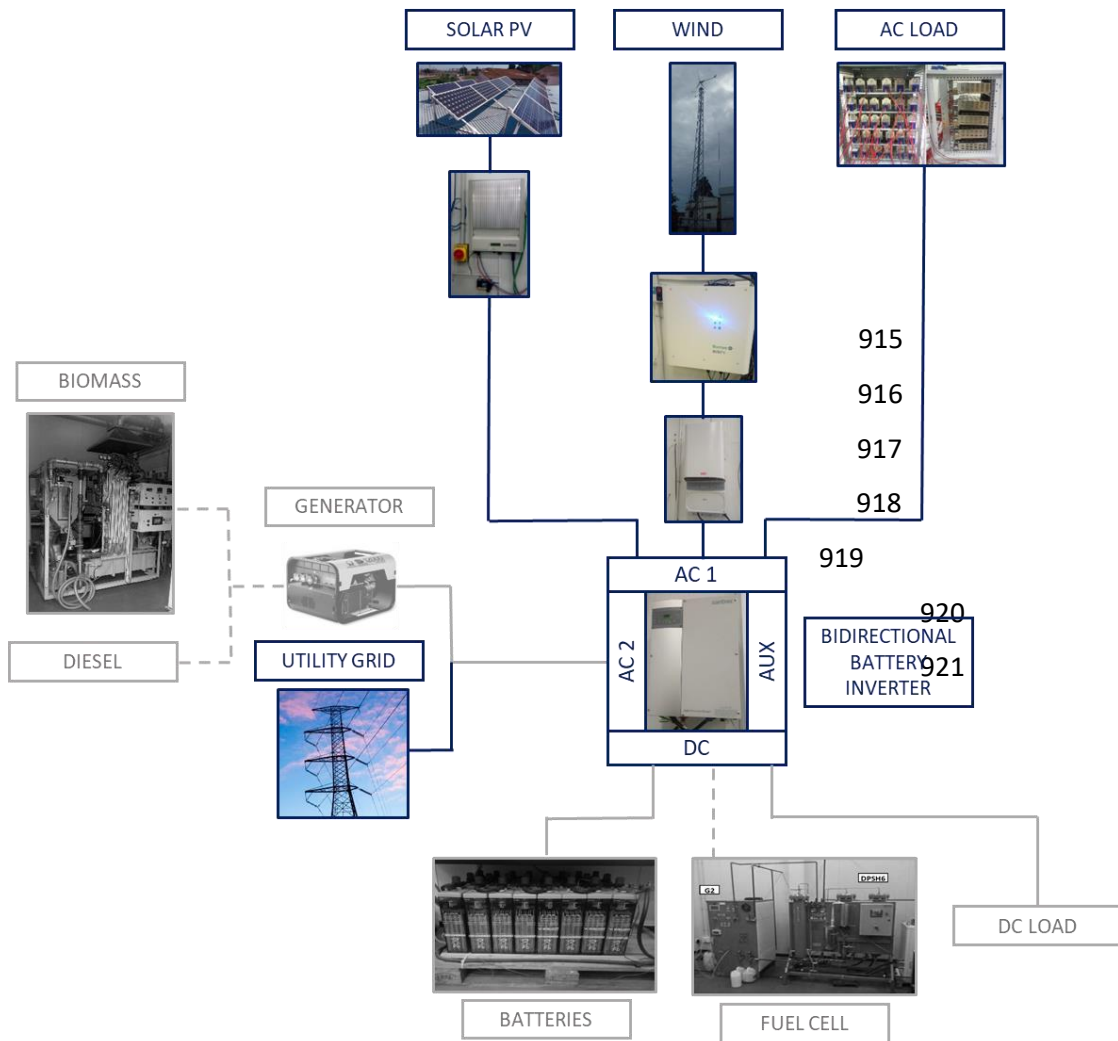 SOLAR PV
WIND
AC LOAD
915
916
917
918
919
920
921
BIOMASS
GENERATOR
DIESEL
UTILITY GRID
AC 1
AC 2
AUX
DC
BIDIRECTIONAL
BATTERY
INVERTER
G2
DPSH6
DC LOAD
BATTERIES
FUEL CELL